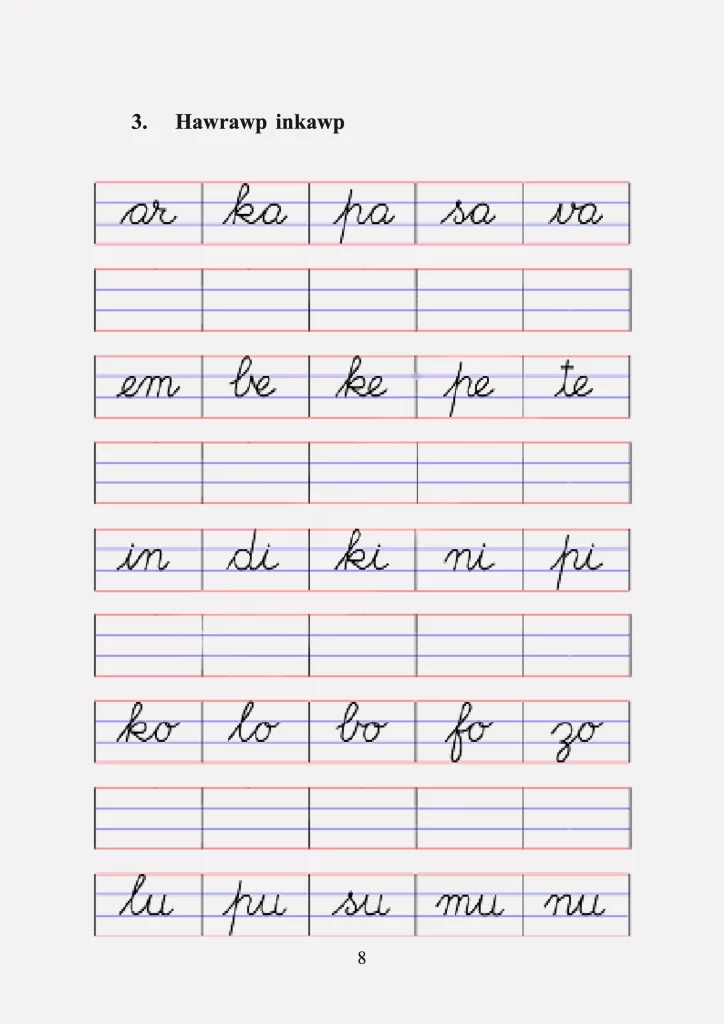 3. Hawrawp inkawp
ar ka pa sa va
em be ke pe te
in di ki ni pi
ko lo bo fo zo
lu pu su mu nu
8